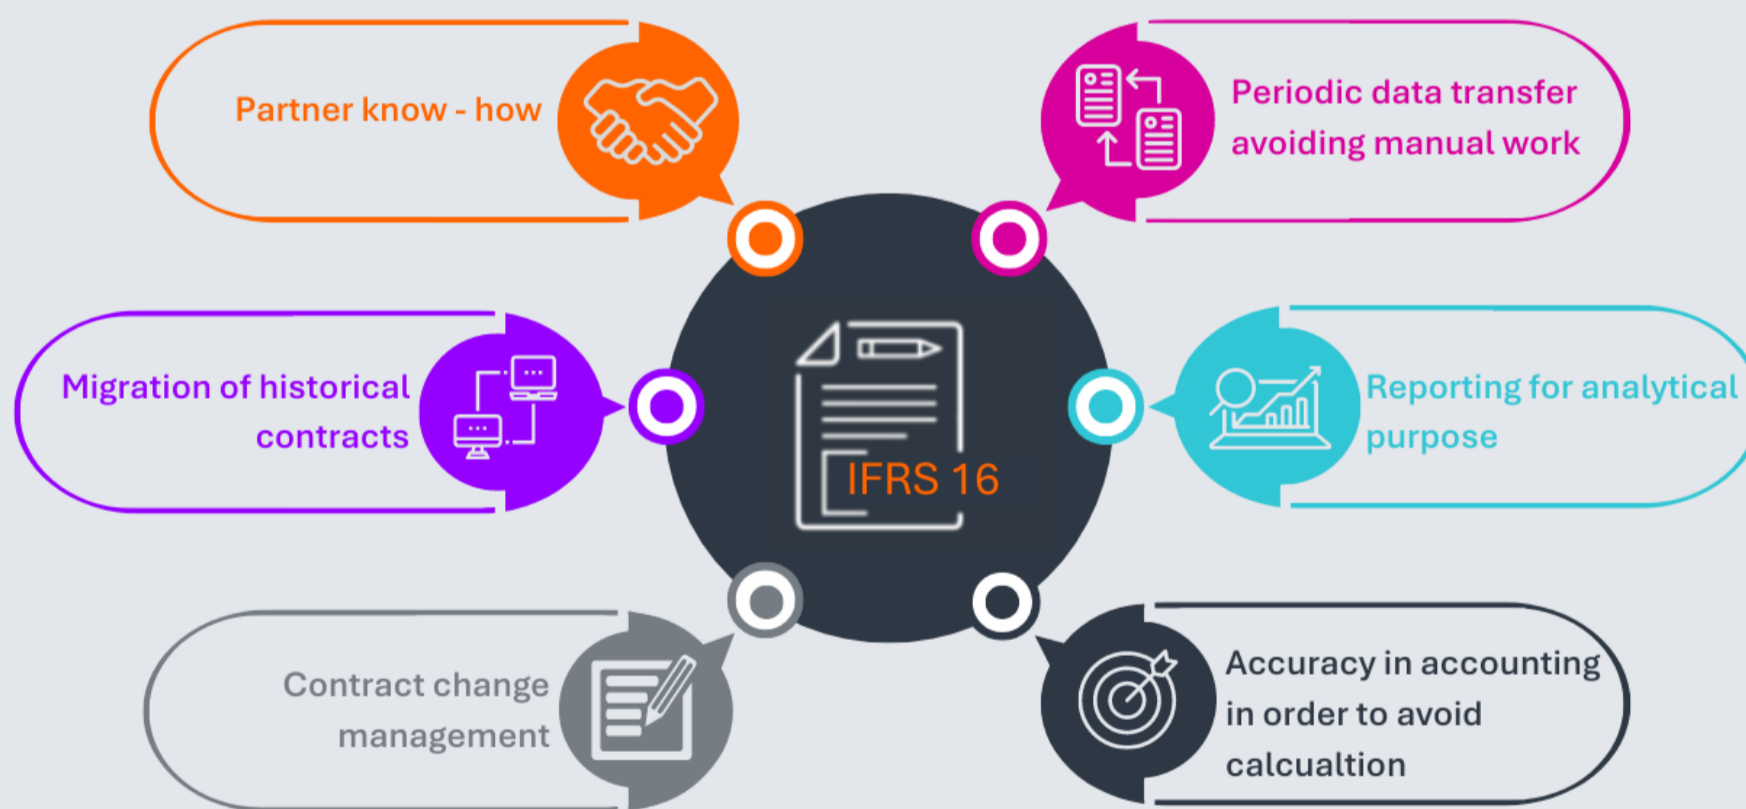 Partner know - how
Periodic data transfer
avoiding manual work
Migration of historical
contracts
IFRS 16
Reporting for analytical
purpose
Contract change
management
Accuracy in accounting
in order to avoid
calcualtion